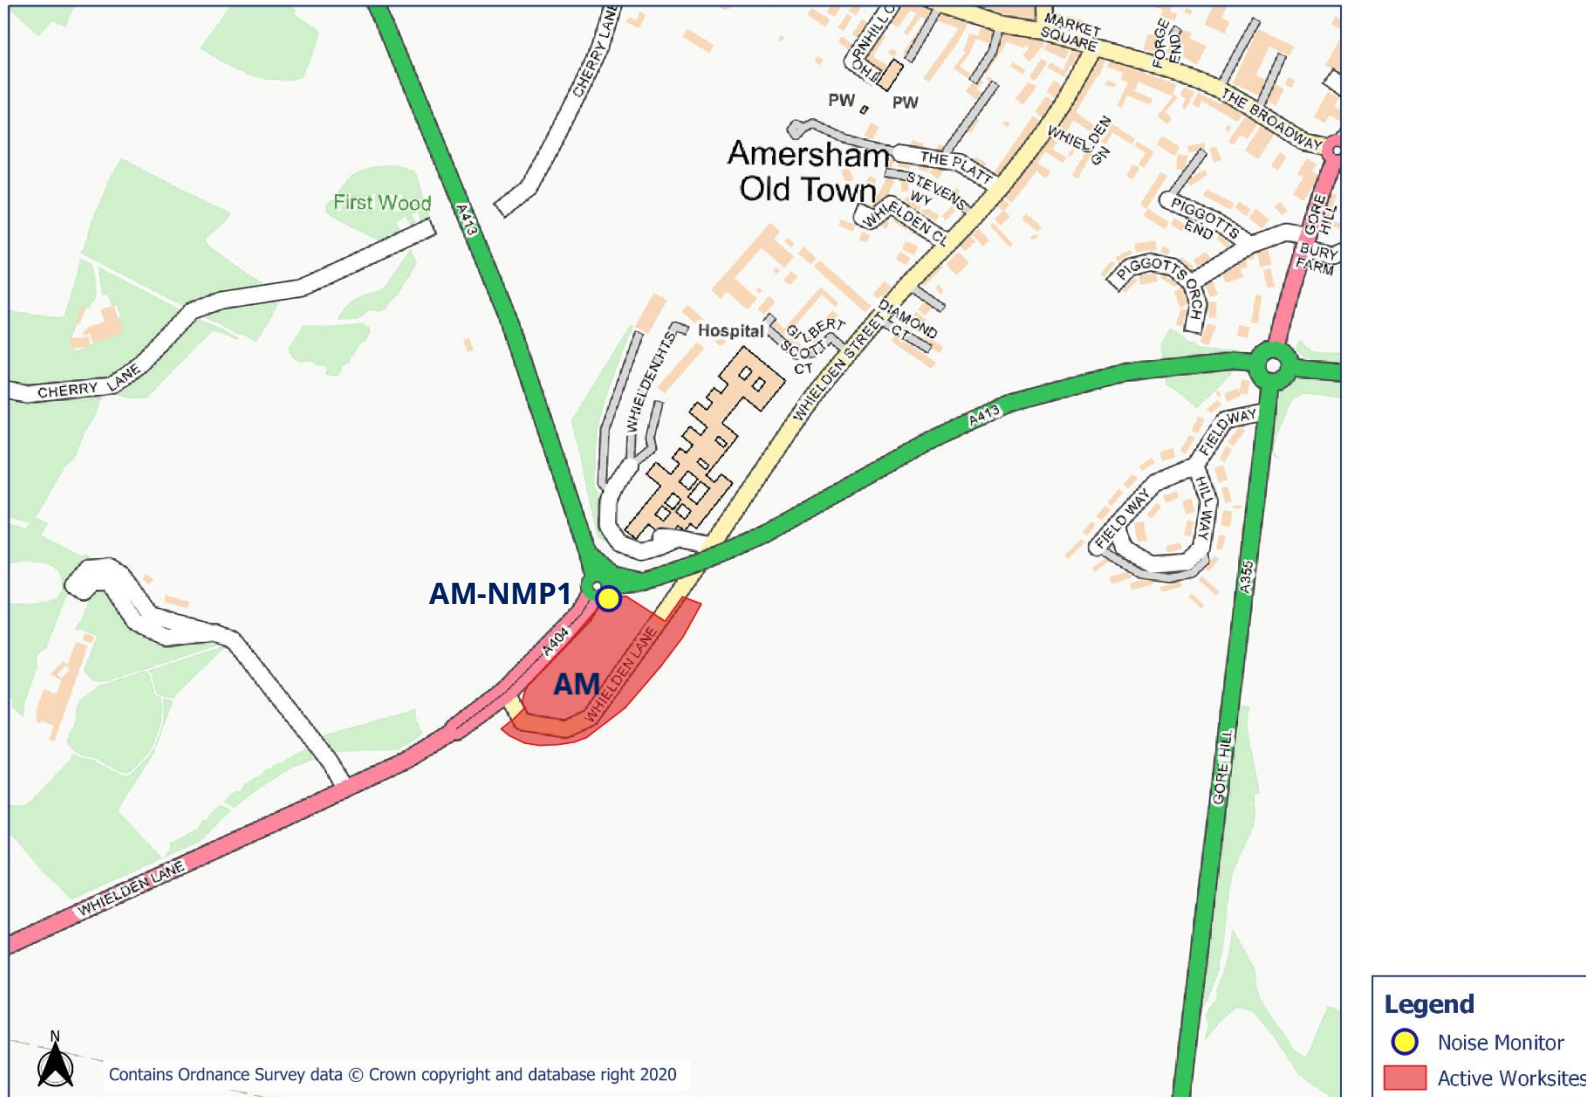 MARKET
SQUARE
FORGE
END
THE BROADWAY
CHERRY LANE
PW
PW
WHIELDEN
GN
Amersham
Old Town
THE PLATT
STEVENS
WY
WHIELDEN CL
PIGGOTTS
END
GORE
HILL
BURY
FARM
PIGGOTTS ORCH
First Wood
A413
Hospital
GILBERT
SCOTT
CT
DIAMOND
CT
WHIELDEN HTS
WHIELDEN STREET
CHERRY LANE
A413
FIELDWAY
FIELD WAY
HILL WAY
A355
AM-NMP1
A404
AM
WHIELDEN LANE
GORE HILL
WHIELDEN LANE
N
Contains Ordnance Survey data © Crown copyright and database right 2020
Legend
Noise Monitor
Active Worksites